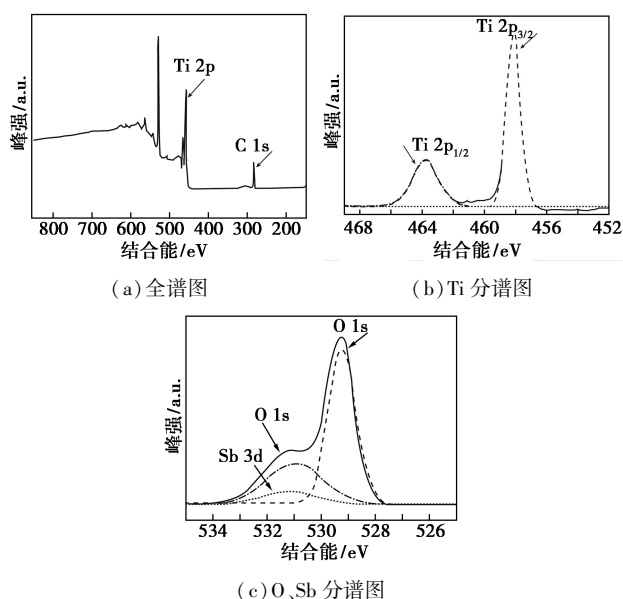 峰强/a.u.
Ti 2p
C 1s
800 700 600 500 400 300 200
结合能/eV
(a)全谱图
峰强/a.u.
Ti 2p3/2
Ti 2p1/2
468 464 460 456 452
结合能/eV
(b)Ti 分谱图
峰强/a.u.
O 1s
O 1s
Sb 3d
534 532 530 528 526
结合能/eV
(c)O、Sb 分谱图